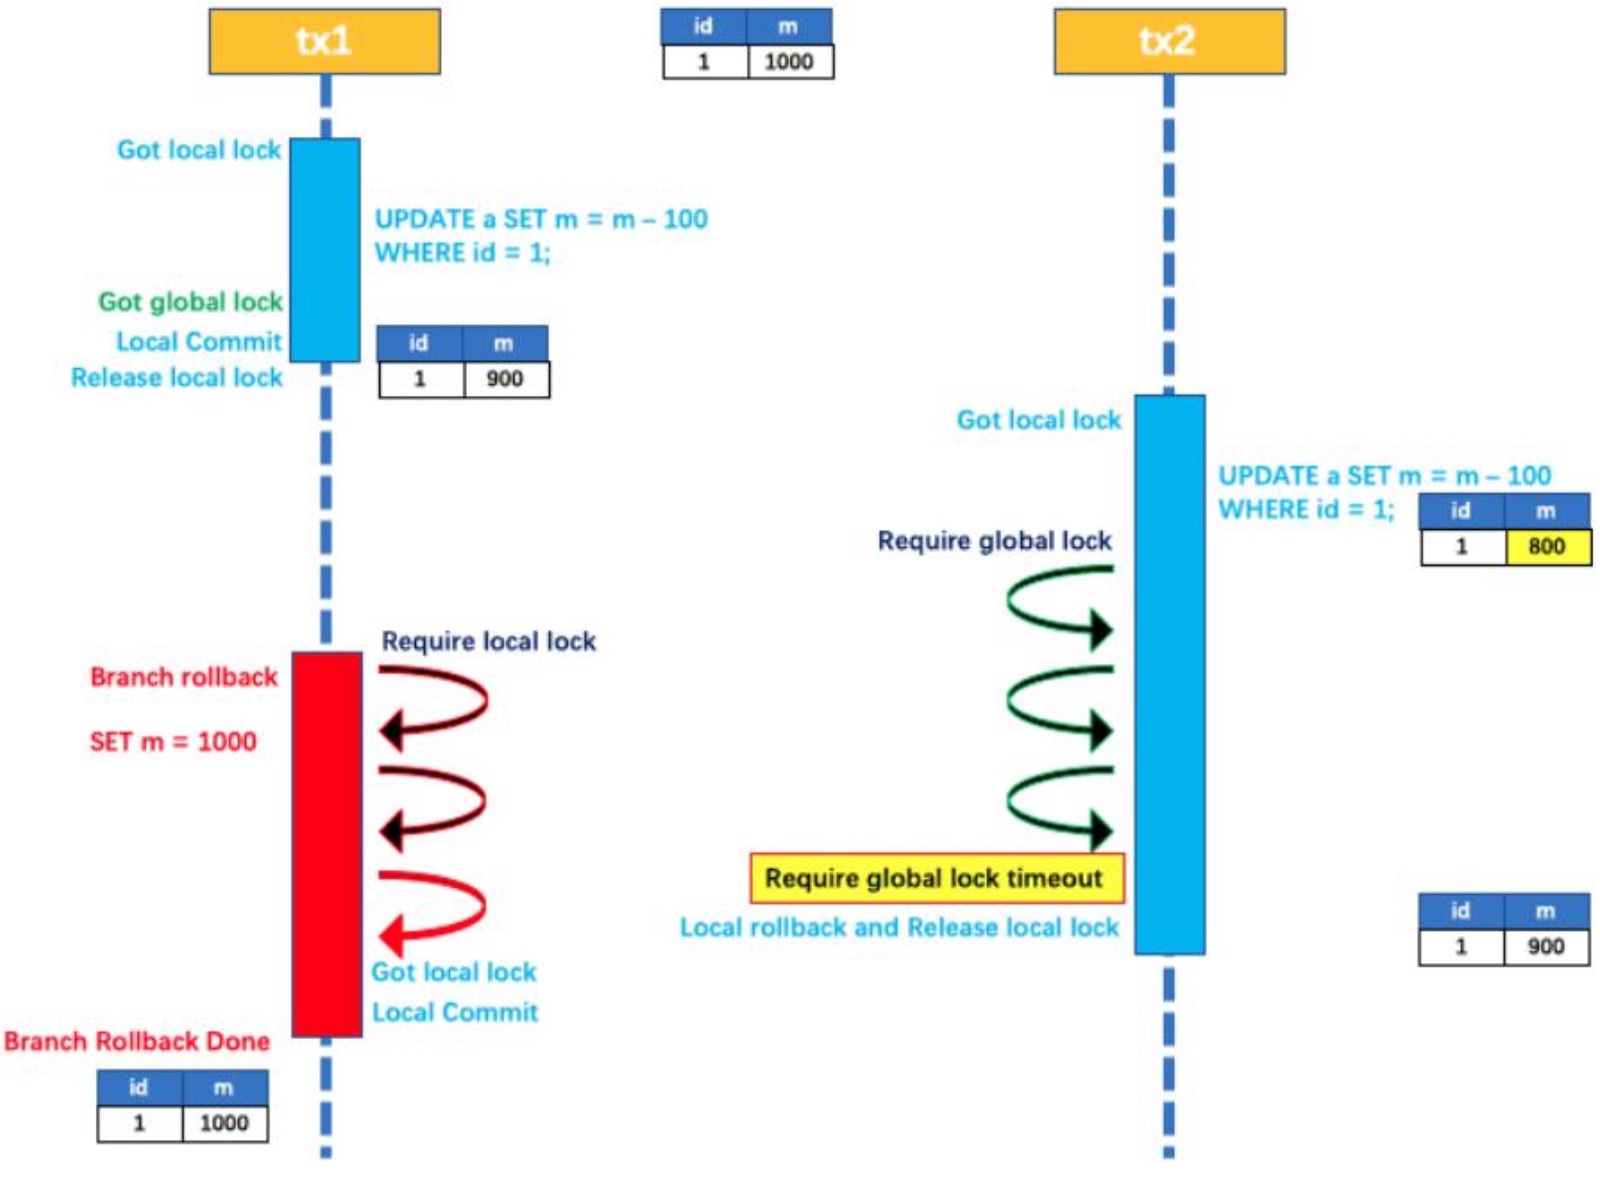 tx1
id m
1 1000
tx2
Got local lock
UPDATE a SET m = m – 100
WHERE id = 1;
Got global lock
Local Commit
Release local lock
id m
1 900
Got local lock
UPDATE a SET m = m – 100
WHERE id = 1;
id m
1 800
Require global lock
Require local lock
Branch rollback
SET m = 1000
Require global lock timeout
Local rollback and Release local lock
id m
1 900
Got local lock
Local Commit
Branch Rollback Done
id m
1 1000